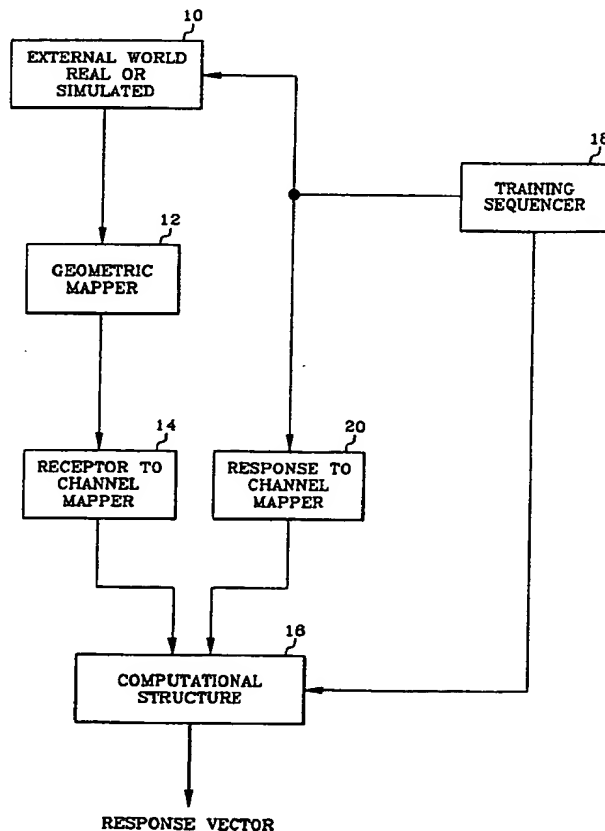 10
EXTERNAL WORLD
REAL OR
SIMULATED
18
TRAINING
SEQUENCER
12
GEOMETRIC
MAPPER
14
RECEPTOR TO
CHANNEL
MAPPER
20
RESPONSE TO
CHANNEL
MAPPER
16
COMPUTATIONAL
STRUCTURE
RESPONSE VECTOR